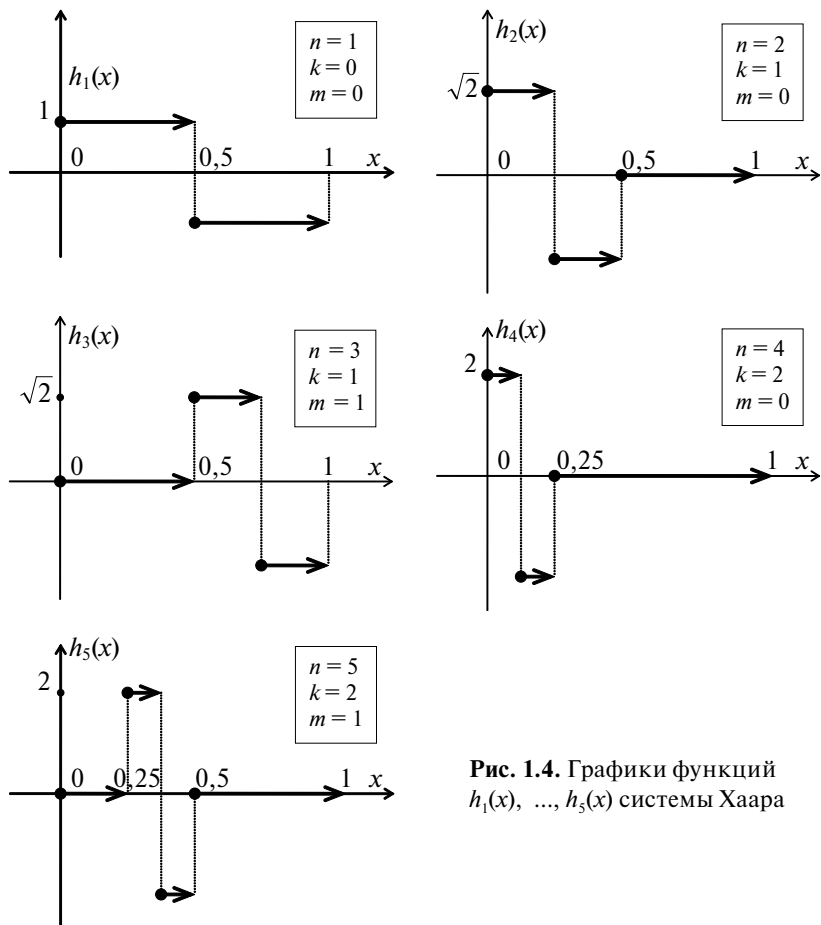 h₁(x)
n = 1
k = 0
m = 0
1
0
0,5
1
x
h₂(x)
n = 2
k = 1
m = 0
√2
0
0,5
1
x
h₃(x)
n = 3
k = 1
m = 1
√2
0
0,5
1
x
h₄(x)
n = 4
k = 2
m = 0
2
0
0,25
1
x
h₅(x)
n = 5
k = 2
m = 1
2
0
0,25
0,5
1
x
Рис. 1.4. Графики функций
h₁(x), ..., h₅(x) системы Хаара